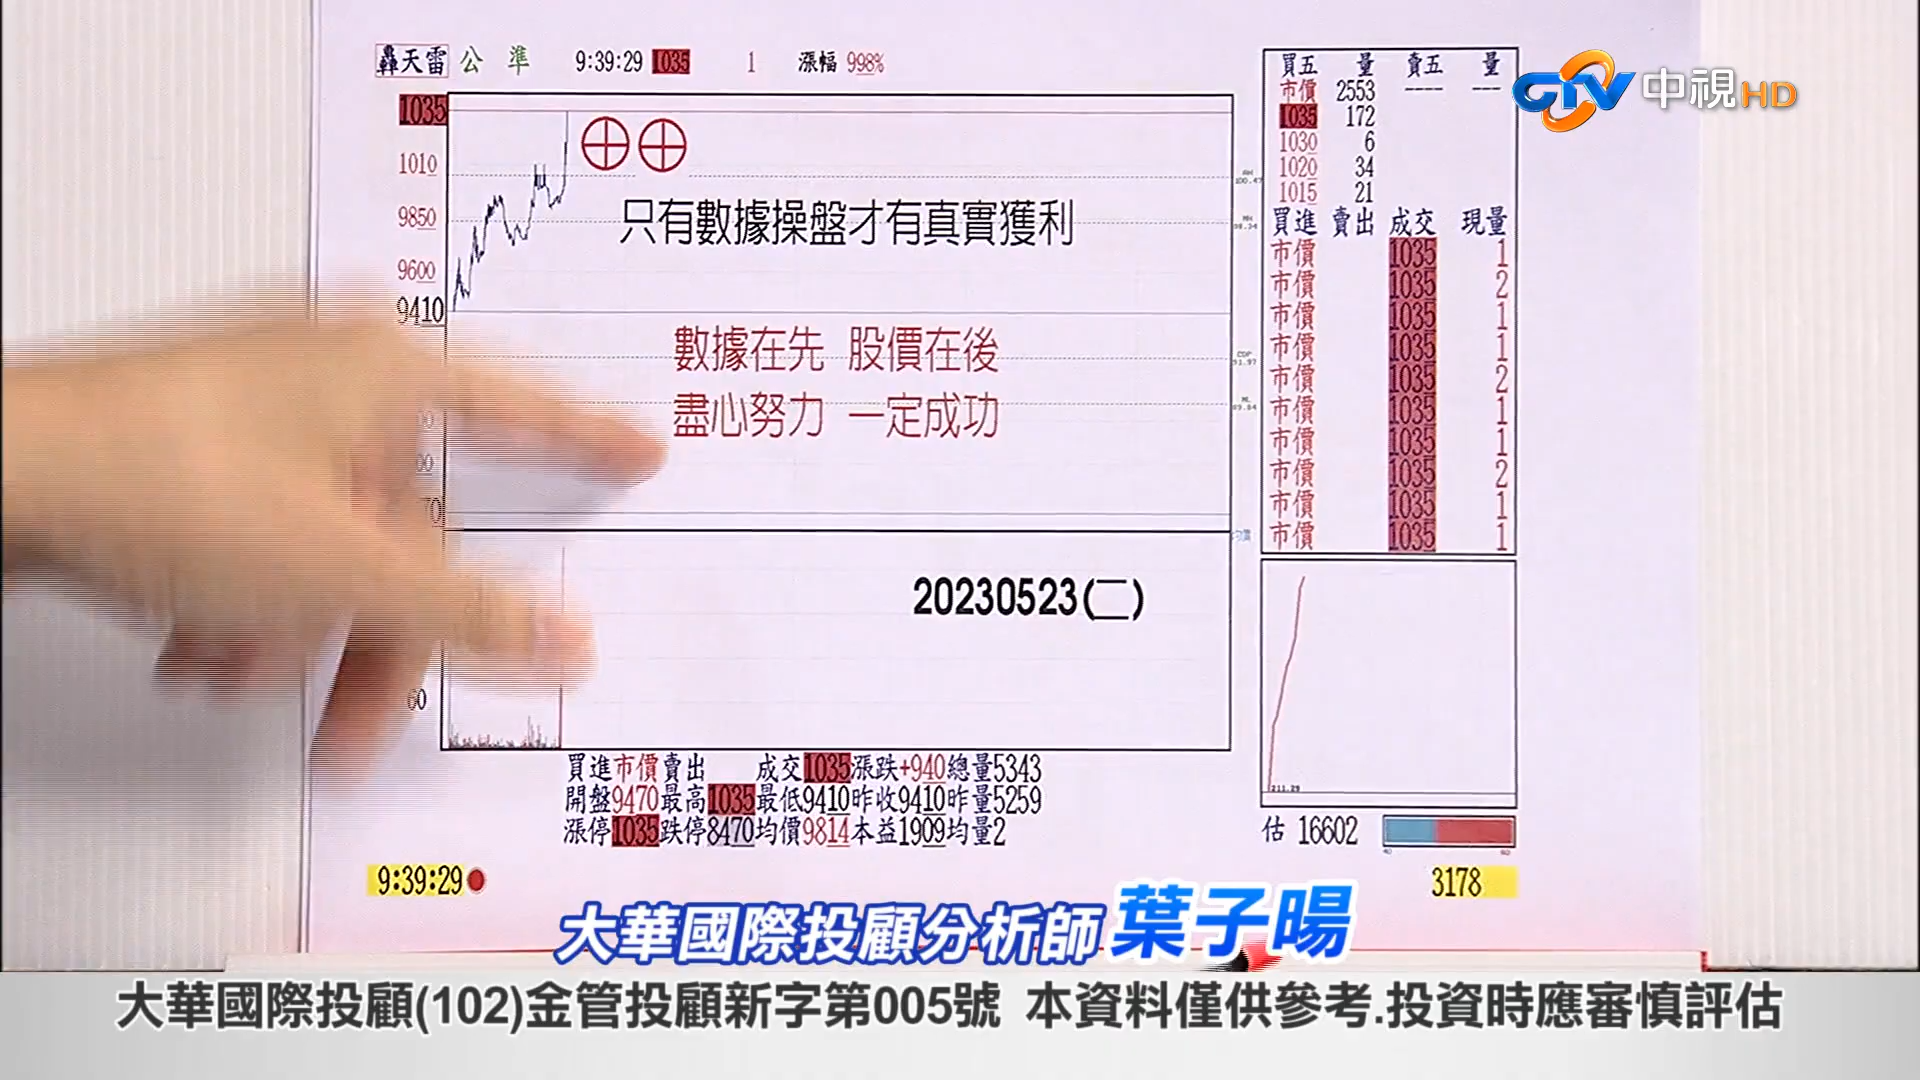 轟天雷 公 準 9:39:29 1035 1 漲幅 998%
CTV 中視HD
1035
1010
9850
9600
9410
只有數據操盤才有真實獲利
數據在先 股價在後
盡心努力 一定成功
20230523(二)
買五 量 賣五 量
市價 2553 ---- ---
1035 172
1030 6
1020 34
1015 21
買進 賣出 成交 現量
市價 1035 1
市價 1035 2
市價 1035 1
市價 1035 1
市價 1035 2
市價 1035 1
市價 1035 1
市價 1035 2
市價 1035 1
市價 1035 1
買進市價賣出 成交1035漲跌+940總量5343
開盤9470最高1035最低9410昨收9410昨量5259
漲停1035跌停8470均價9814本益1909均量2
211.29
估 16602
9:39:29
3178
大華國際投顧分析師 葉子暘
大華國際投顧(102)金管投顧新字第005號 本資料僅供參考.投資時應審慎評估